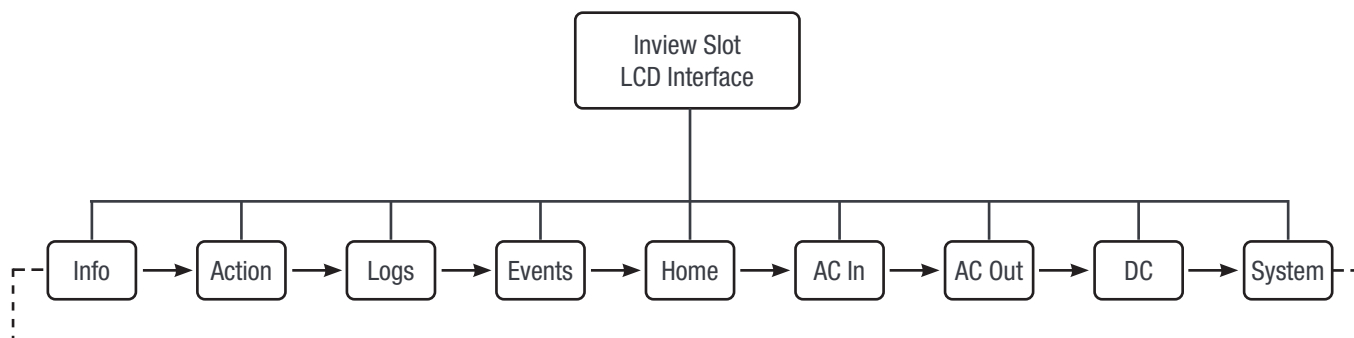 Inview Slot
LCD Interface
Info
Action
Logs
Events
Home
AC In
AC Out
DC
System